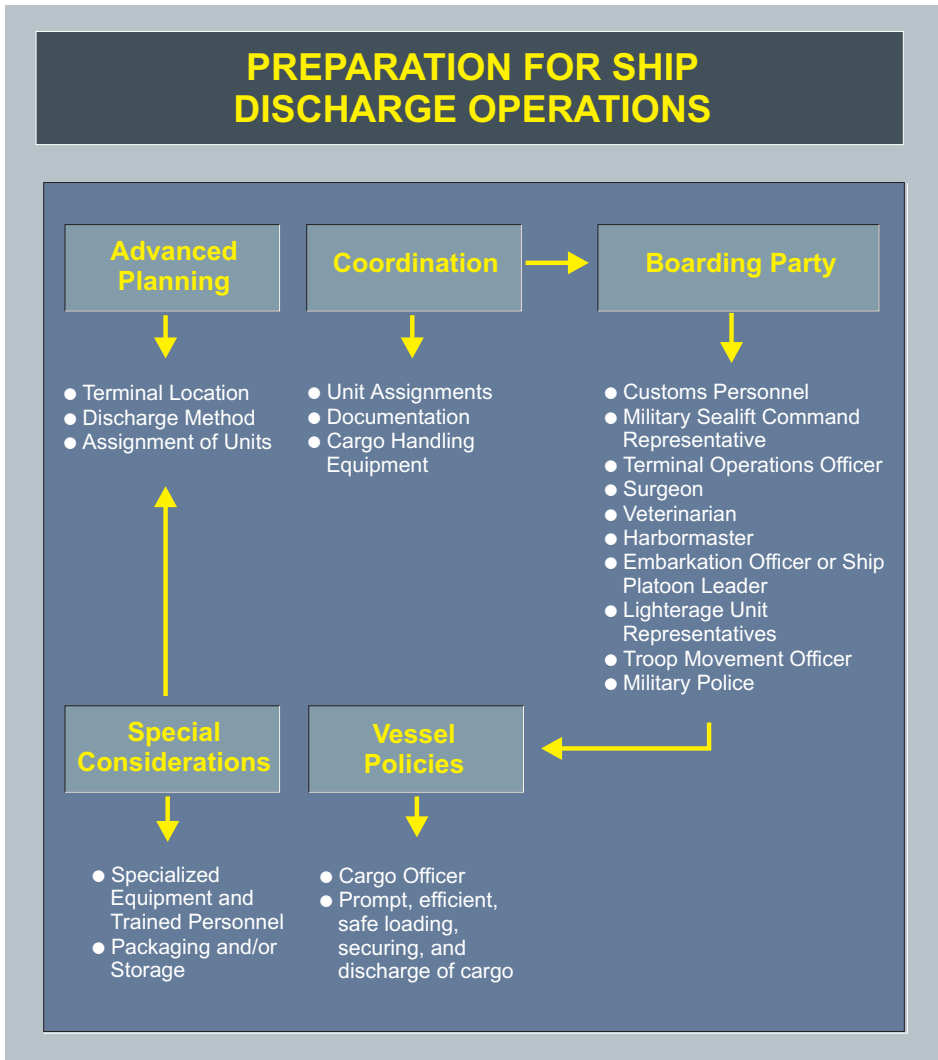 PREPARATION FOR SHIP
DISCHARGE OPERATIONS
Advanced
Planning
● Terminal Location
● Discharge Method
● Assignment of Units
Coordination
● Unit Assignments
● Documentation
● Cargo Handling
Equipment
Boarding Party
● Customs Personnel
● Military Sealift Command
Representative
● Terminal Operations Officer
● Surgeon
● Veterinarian
● Harbormaster
● Embarkation Officer or Ship
Platoon Leader
● Lighterage Unit
Representatives
● Troop Movement Officer
● Military Police
Special
Considerations
● Specialized
Equipment and
Trained Personnel
● Packaging and/or
Storage
Vessel
Policies
● Cargo Officer
● Prompt, efficient,
safe loading,
securing, and
discharge of cargo